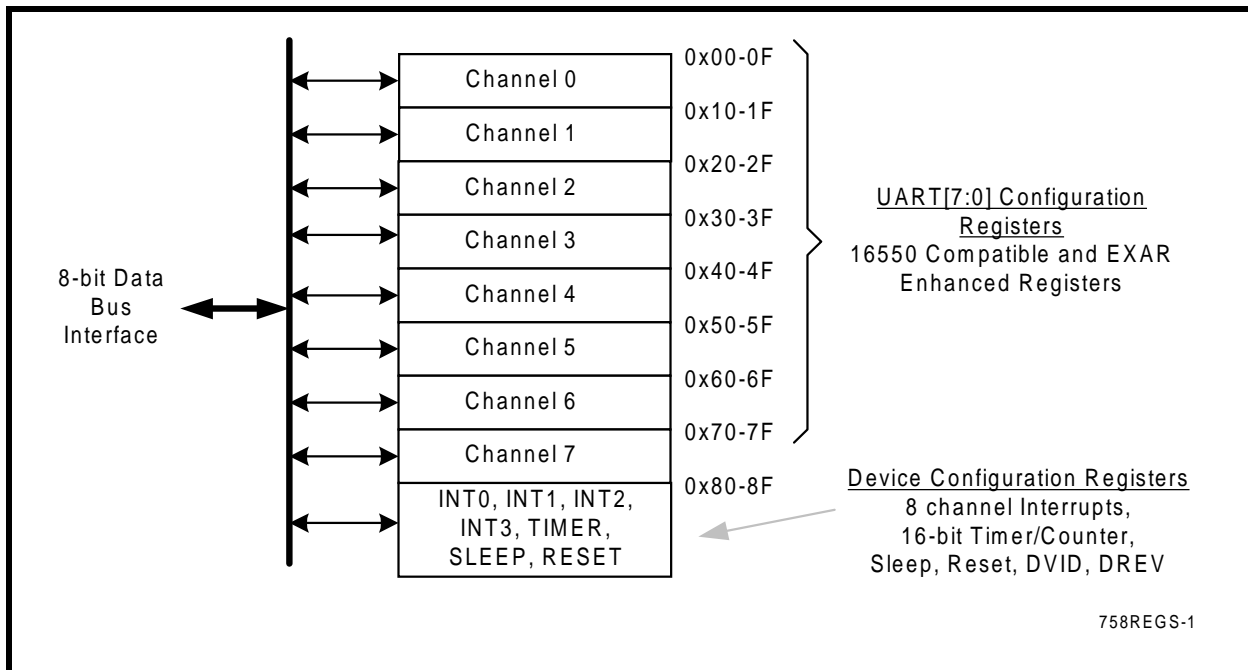 8-bit Data
Bus
Interface
Channel 0
Channel 1
Channel 2
Channel 3
Channel 4
Channel 5
Channel 6
Channel 7
INT0, INT1, INT2,
INT3, TIMER,
SLEEP, RESET
0x00-0F
0x10-1F
0x20-2F
0x30-3F
0x40-4F
0x50-5F
0x60-6F
0x70-7F
0x80-8F
UART[7:0] Configuration
Registers
16550 Compatible and EXAR
Enhanced Registers
Device Configuration Registers
8 channel Interrupts,
16-bit Timer/Counter,
Sleep, Reset, DVID, DREV
758REGS-1